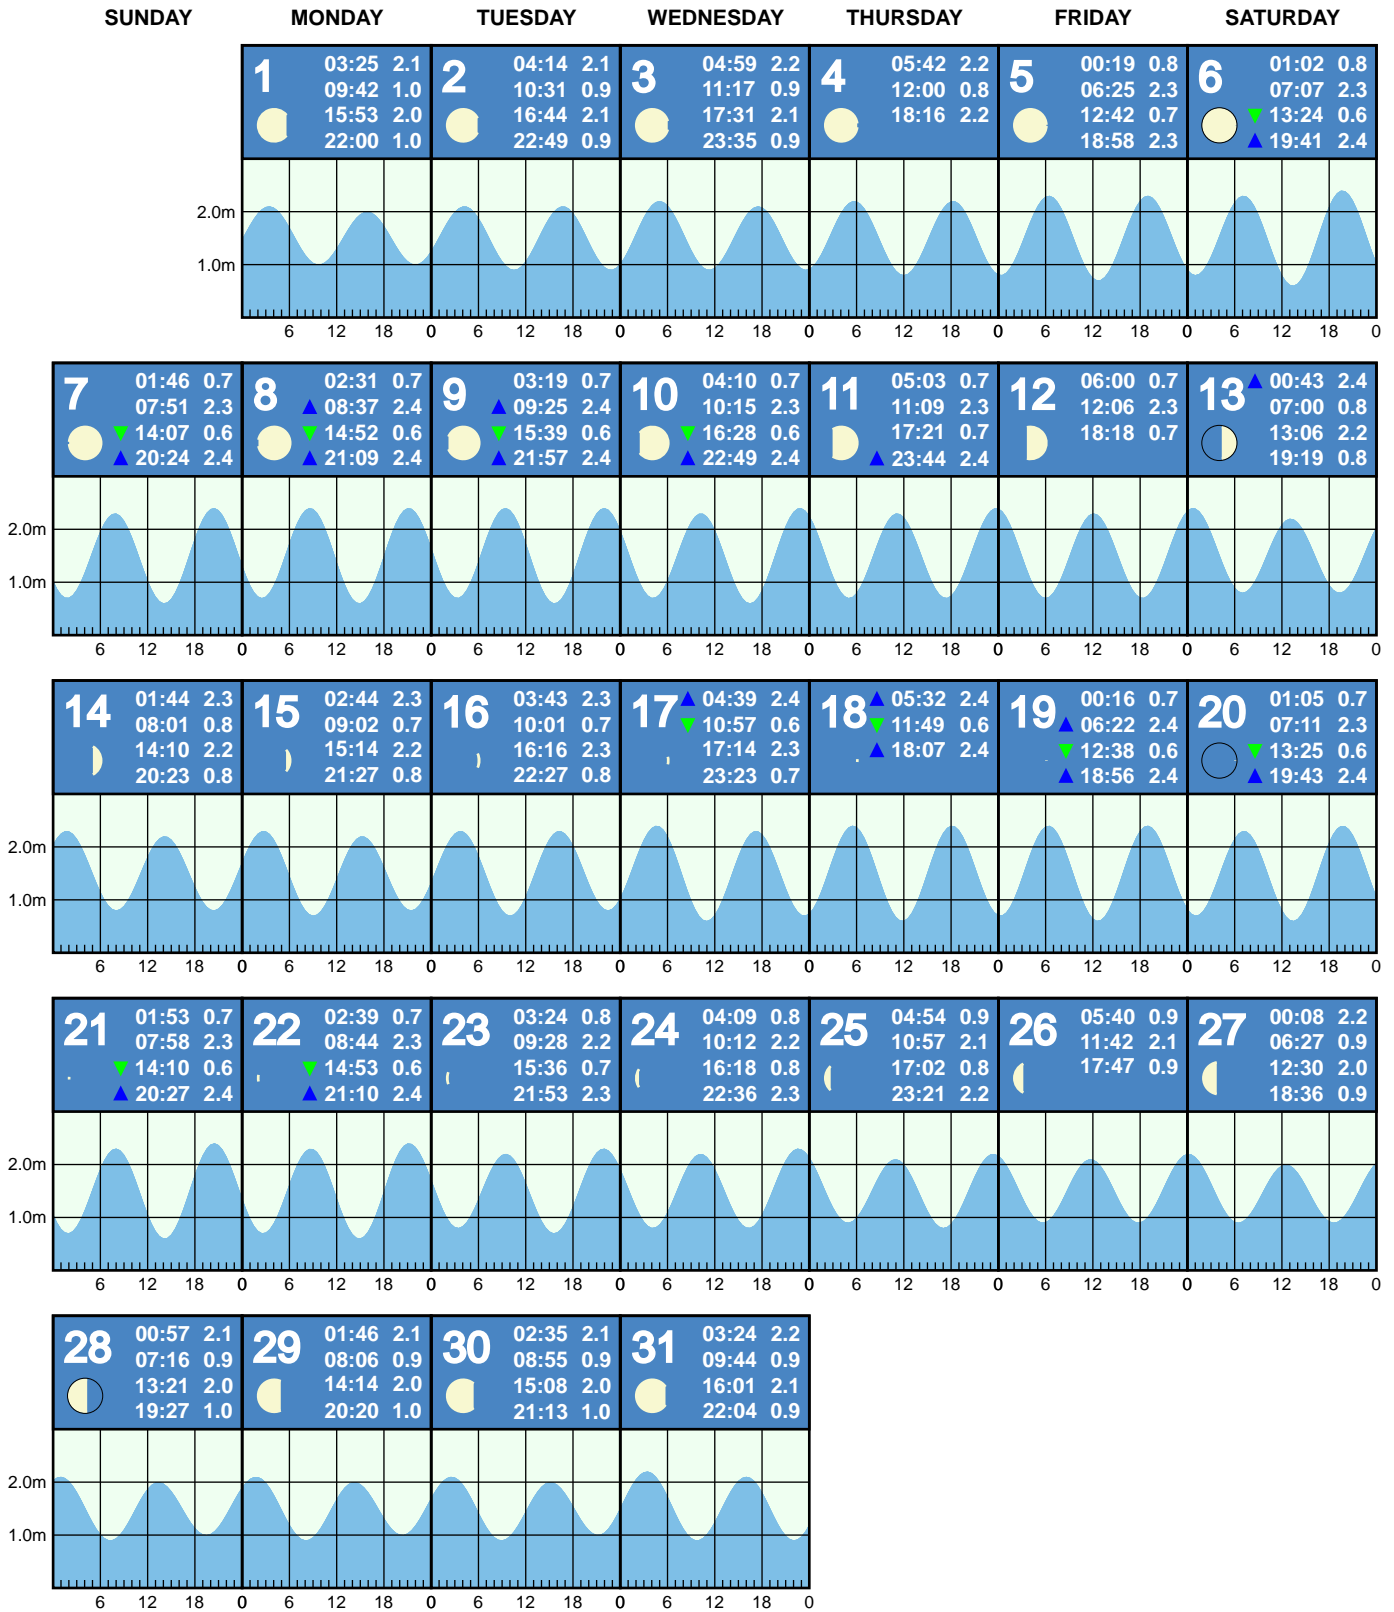 SUNDAY MONDAY TUESDAY WEDNESDAY THURSDAY FRIDAY SATURDAY
1
03:25 2.1
09:42 1.0
15:53 2.0
22:00 1.0
2
04:14 2.1
10:31 0.9
16:44 2.1
22:49 0.9
3
04:59 2.2
11:17 0.9
17:31 2.1
23:35 0.9
4
05:42 2.2
12:00 0.8
18:16 2.2
5
00:19 0.8
06:25 2.3
12:42 0.7
18:58 2.3
6
01:02 0.8
07:07 2.3
▼ 13:24 0.6
▲ 19:41 2.4
2.0m
1.0m
6 12 18 0 6 12 18 0 6 12 18 0 6 12 18 0 6 12 18 0 6 12 18 0
7
01:46 0.7
07:51 2.3
▼ 14:07 0.6
▲ 20:24 2.4
8
02:31 0.7
▲ 08:37 2.4
▼ 14:52 0.6
▲ 21:09 2.4
9
03:19 0.7
▲ 09:25 2.4
▼ 15:39 0.6
▲ 21:57 2.4
10
04:10 0.7
10:15 2.3
▼ 16:28 0.6
▲ 22:49 2.4
11
05:03 0.7
11:09 2.3
17:21 0.7
▲ 23:44 2.4
12
06:00 0.7
12:06 2.3
18:18 0.7
13
▲ 00:43 2.4
07:00 0.8
13:06 2.2
19:19 0.8
2.0m
1.0m
6 12 18 0 6 12 18 0 6 12 18 0 6 12 18 0 6 12 18 0 6 12 18 0 6 12 18 0
14
01:44 2.3
08:01 0.8
14:10 2.2
20:23 0.8
15
02:44 2.3
09:02 0.7
15:14 2.2
21:27 0.8
16
03:43 2.3
10:01 0.7
16:16 2.3
22:27 0.8
17
▲ 04:39 2.4
▼ 10:57 0.6
17:14 2.3
23:23 0.7
18
▲ 05:32 2.4
▼ 11:49 0.6
▲ 18:07 2.4
19
00:16 0.7
▲ 06:22 2.4
▼ 12:38 0.6
▲ 18:56 2.4
20
01:05 0.7
07:11 2.3
▼ 13:25 0.6
▲ 19:43 2.4
2.0m
1.0m
6 12 18 0 6 12 18 0 6 12 18 0 6 12 18 0 6 12 18 0 6 12 18 0 6 12 18 0
21
01:53 0.7
07:58 2.3
▼ 14:10 0.6
▲ 20:27 2.4
22
02:39 0.7
08:44 2.3
▼ 14:53 0.6
▲ 21:10 2.4
23
03:24 0.8
09:28 2.2
15:36 0.7
21:53 2.3
24
04:09 0.8
10:12 2.2
16:18 0.8
22:36 2.3
25
04:54 0.9
10:57 2.1
17:02 0.8
23:21 2.2
26
05:40 0.9
11:42 2.1
17:47 0.9
27
00:08 2.2
06:27 0.9
12:30 2.0
18:36 0.9
2.0m
1.0m
6 12 18 0 6 12 18 0 6 12 18 0 6 12 18 0 6 12 18 0 6 12 18 0 6 12 18 0
28
00:57 2.1
07:16 0.9
13:21 2.0
19:27 1.0
29
01:46 2.1
08:06 0.9
14:14 2.0
20:20 1.0
30
02:35 2.1
08:55 0.9
15:08 2.0
21:13 1.0
31
03:24 2.2
09:44 0.9
16:01 2.1
22:04 0.9
2.0m
1.0m
6 12 18 0 6 12 18 0 6 12 18 0 6 12 18 0